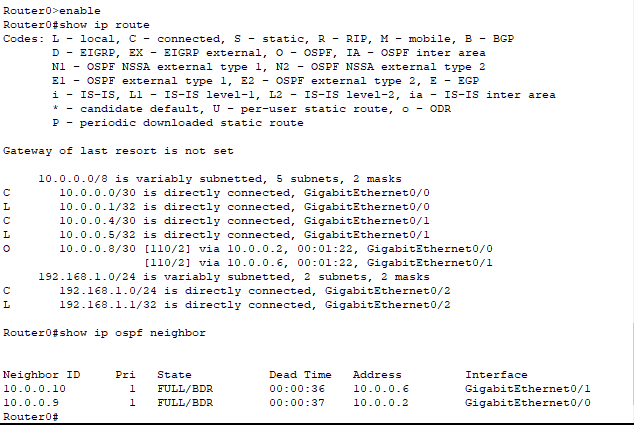 Router0>enable
Router0#show ip route
Codes: L - local, C - connected, S - static, R - RIP, M - mobile, B - BGP
       D - EIGRP, EX - EIGRP external, O - OSPF, IA - OSPF inter area
       N1 - OSPF NSSA external type 1, N2 - OSPF NSSA external type 2
       E1 - OSPF external type 1, E2 - OSPF external type 2, E - EGP
       i - IS-IS, L1 - IS-IS level-1, L2 - IS-IS level-2, ia - IS-IS inter area
       * - candidate default, U - per-user static route, o - ODR
       P - periodic downloaded static route
Gateway of last resort is not set
     10.0.0.0/8 is variably subnetted, 5 subnets, 2 masks
C       10.0.0.0/30 is directly connected, GigabitEthernet0/0
L       10.0.0.1/32 is directly connected, GigabitEthernet0/0
C       10.0.0.4/30 is directly connected, GigabitEthernet0/1
L       10.0.0.5/32 is directly connected, GigabitEthernet0/1
O       10.0.0.8/30 [110/2] via 10.0.0.2, 00:01:22, GigabitEthernet0/0
                    [110/2] via 10.0.0.6, 00:01:22, GigabitEthernet0/1
     192.168.1.0/24 is variably subnetted, 2 subnets, 2 masks
C       192.168.1.0/24 is directly connected, GigabitEthernet0/2
L       192.168.1.1/32 is directly connected, GigabitEthernet0/2
Router0#show ip ospf neighbor
Neighbor ID     Pri   State           Dead Time   Address         Interface
10.0.0.10         1   FULL/BDR        00:00:36    10.0.0.6        GigabitEthernet0/1
10.0.0.9          1   FULL/BDR        00:00:37    10.0.0.2        GigabitEthernet0/0
Router0#